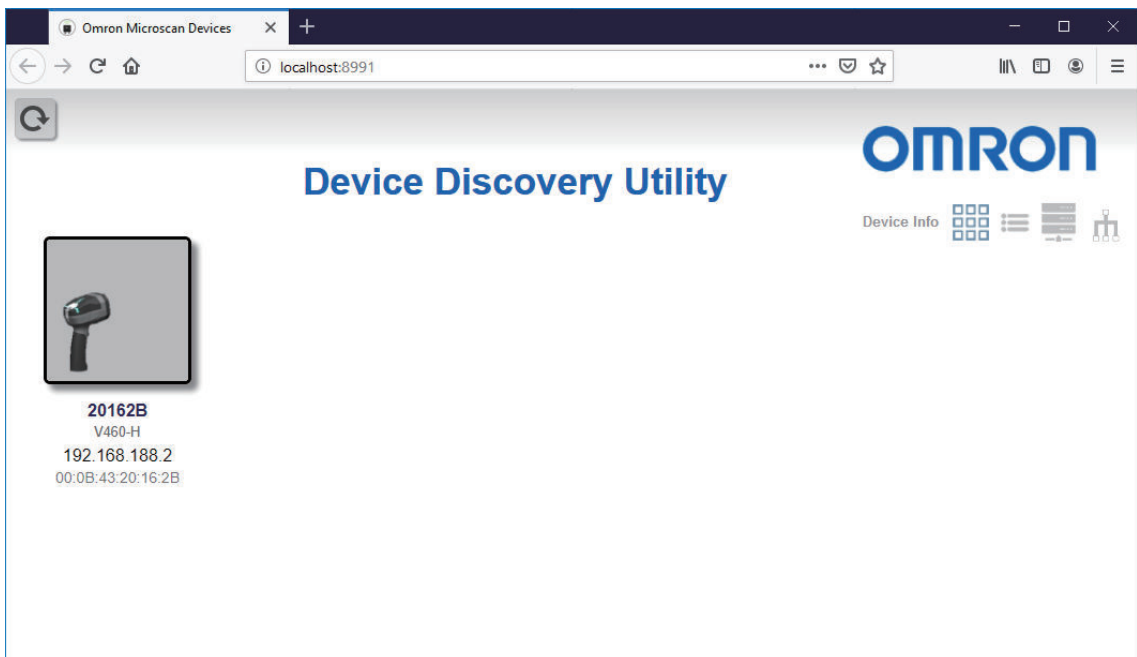 Omron Microscan Devices
localhost:8991
OMRON
Device Discovery Utility
Device Info
20162B
V460-H
192.168.188.2
00:0B:43:20:16:2B